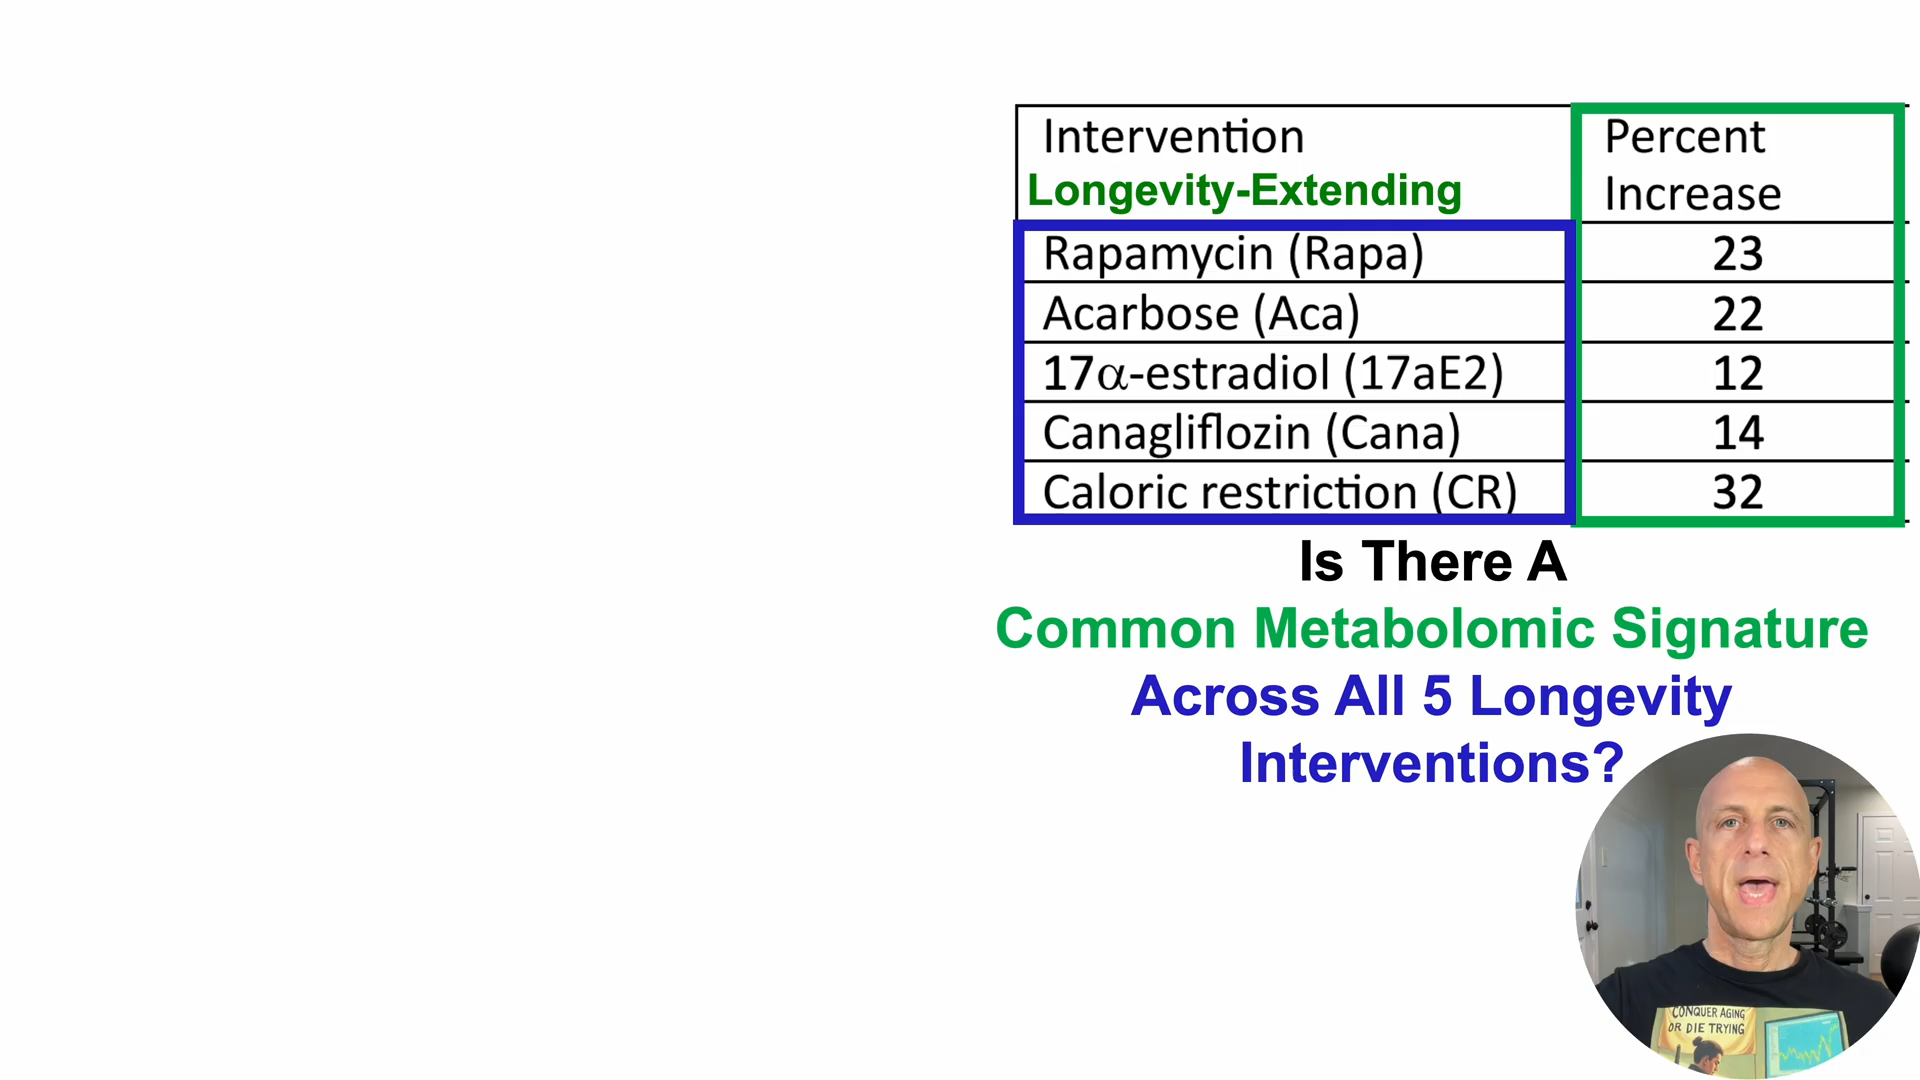 Intervention
Longevity-Extending
Percent
Increase
Rapamycin (Rapa) 23
Acarbose (Aca) 22
17α-estradiol (17aE2) 12
Canagliflozin (Cana) 14
Caloric restriction (CR) 32
Is There A
Common Metabolomic Signature
Across All 5 Longevity
Interventions?
CONQUER AGING
OR DIE TRYING